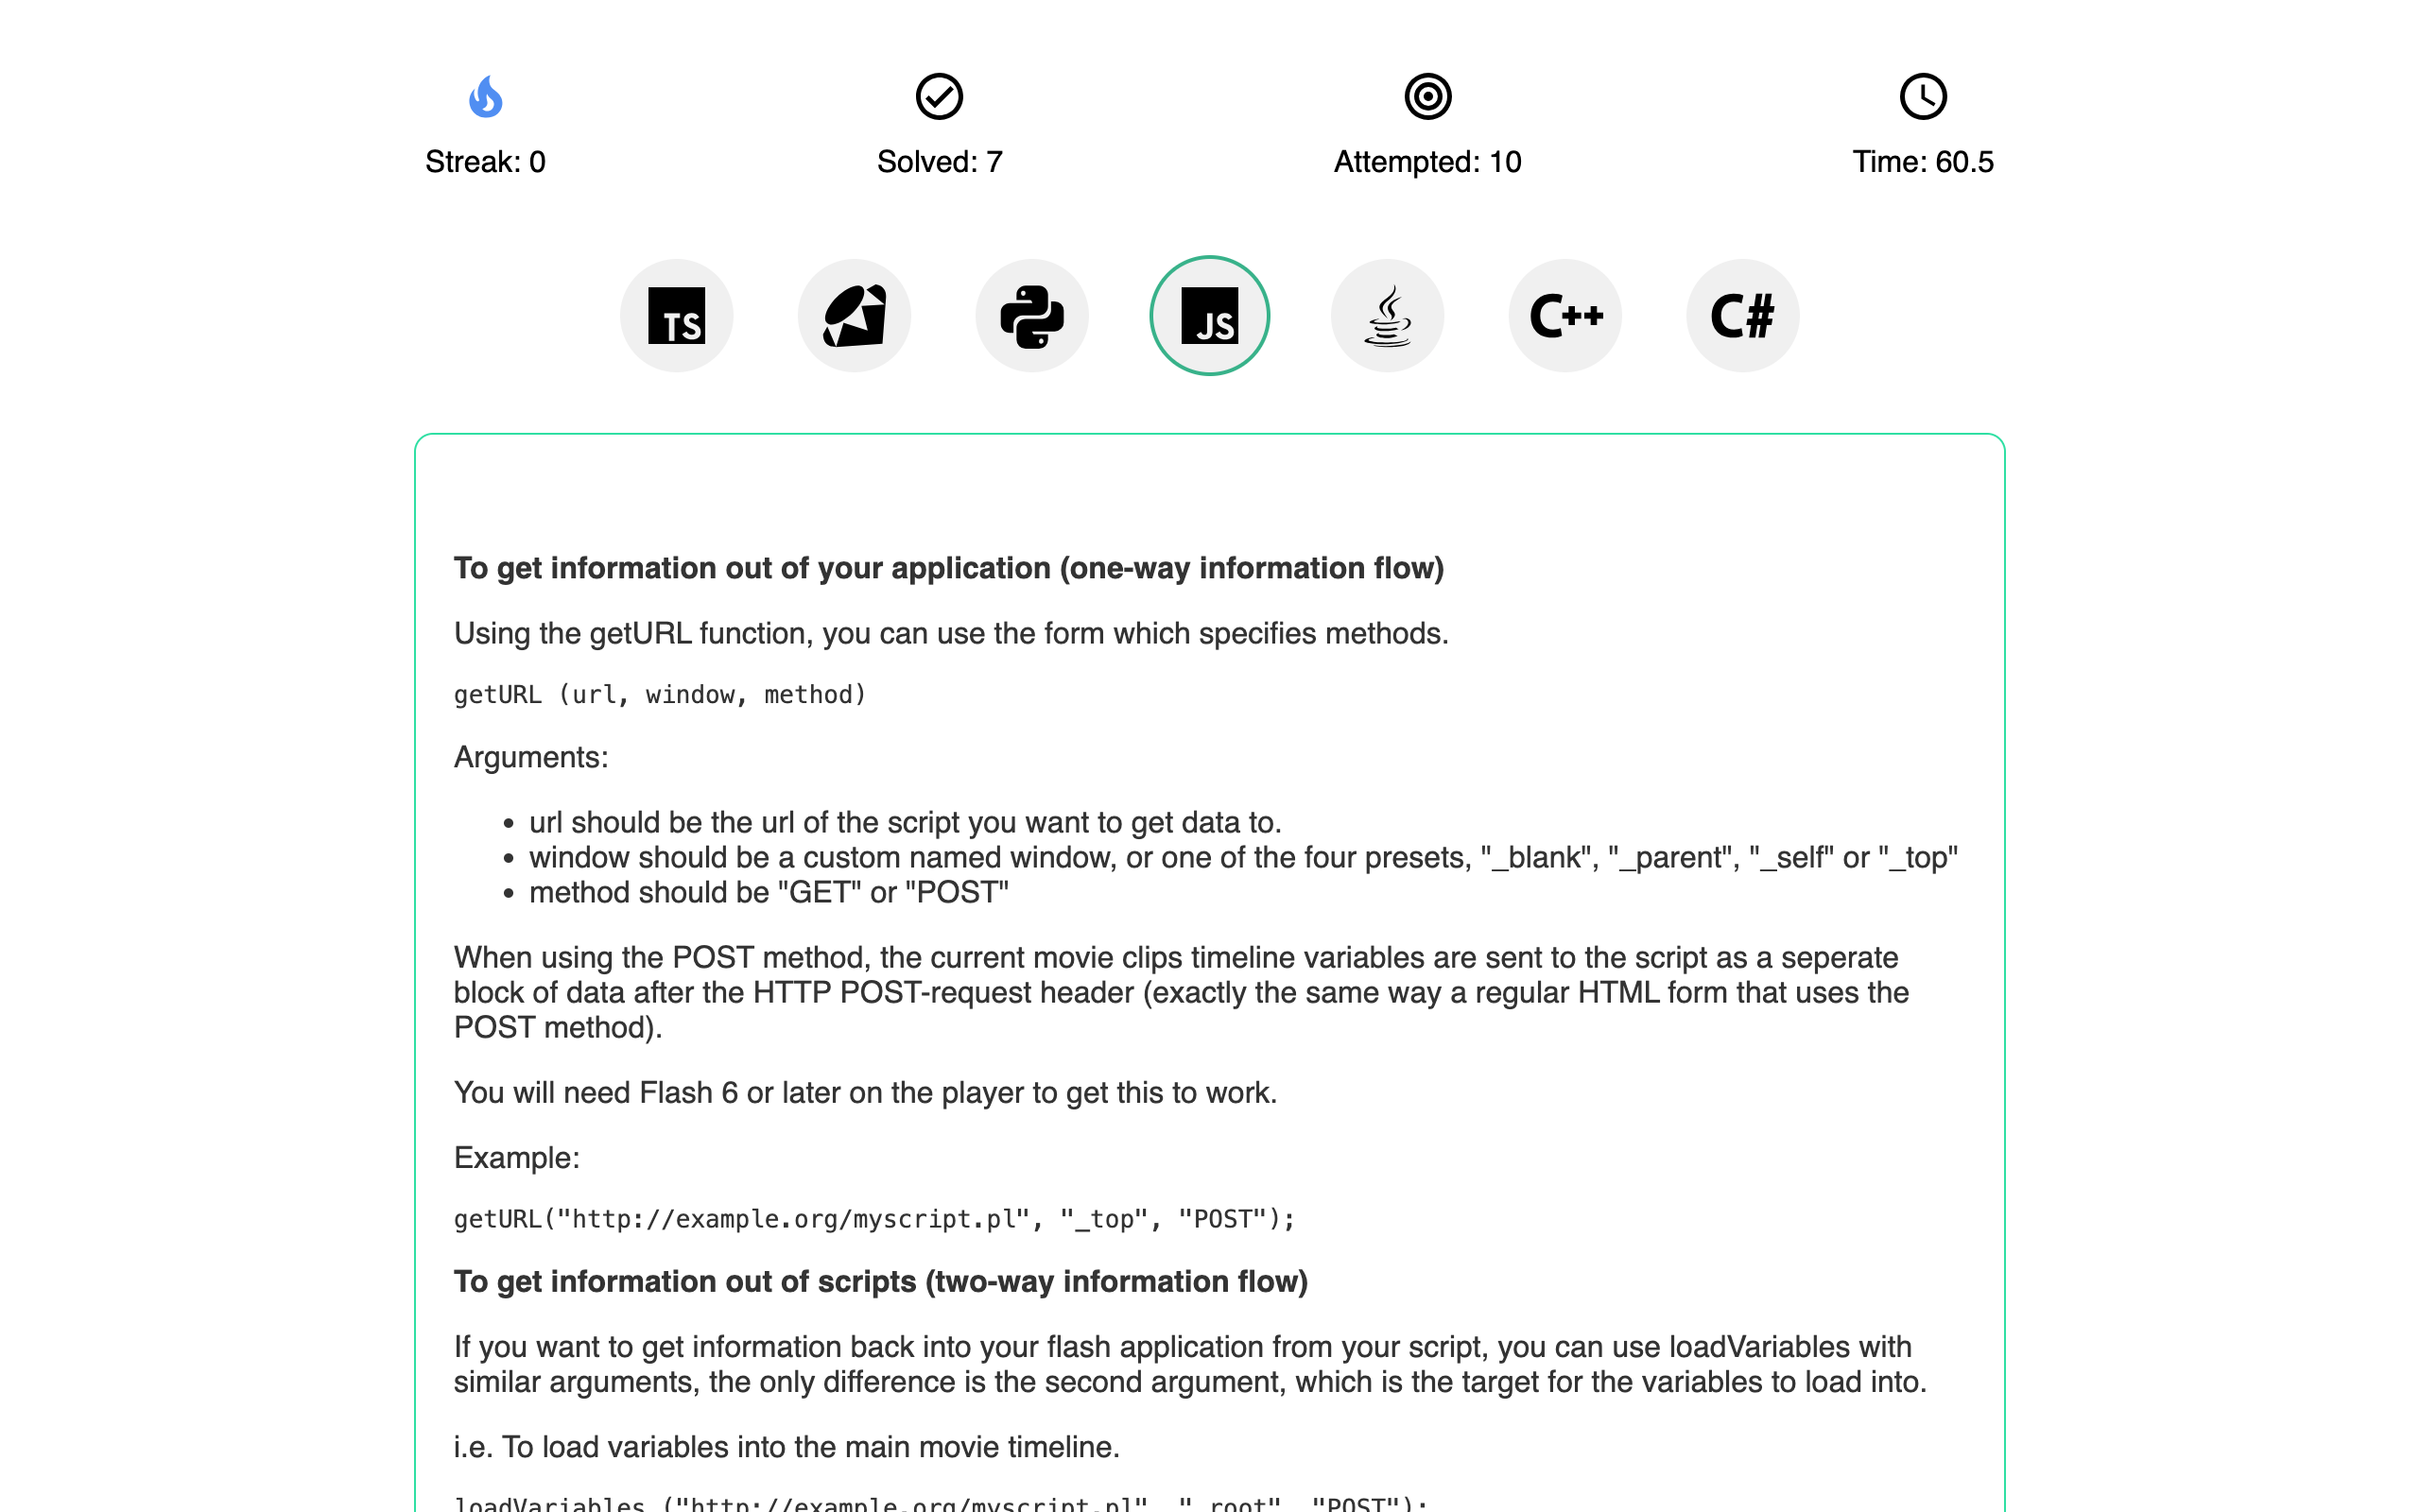 Streak: 0
Solved: 7
Attempted: 10
Time: 60.5
TS
JS
C++
C#
To get information out of your application (one-way information flow)
Using the getURL function, you can use the form which specifies methods.
getURL (url, window, method)
Arguments:
• url should be the url of the script you want to get data to.
• window should be a custom named window, or one of the four presets, "_blank", "_parent", "_self" or "_top"
• method should be "GET" or "POST"
When using the POST method, the current movie clips timeline variables are sent to the script as a seperate
block of data after the HTTP POST-request header (exactly the same way a regular HTML form that uses the
POST method).
You will need Flash 6 or later on the player to get this to work.
Example:
getURL("http://example.org/myscript.pl", "_top", "POST");
To get information out of scripts (two-way information flow)
If you want to get information back into your flash application from your script, you can use loadVariables with
similar arguments, the only difference is the second argument, which is the target for the variables to load into.
i.e. To load variables into the main movie timeline.
loadVariables ("http://example.org/myscript.pl", "_root", "POST");